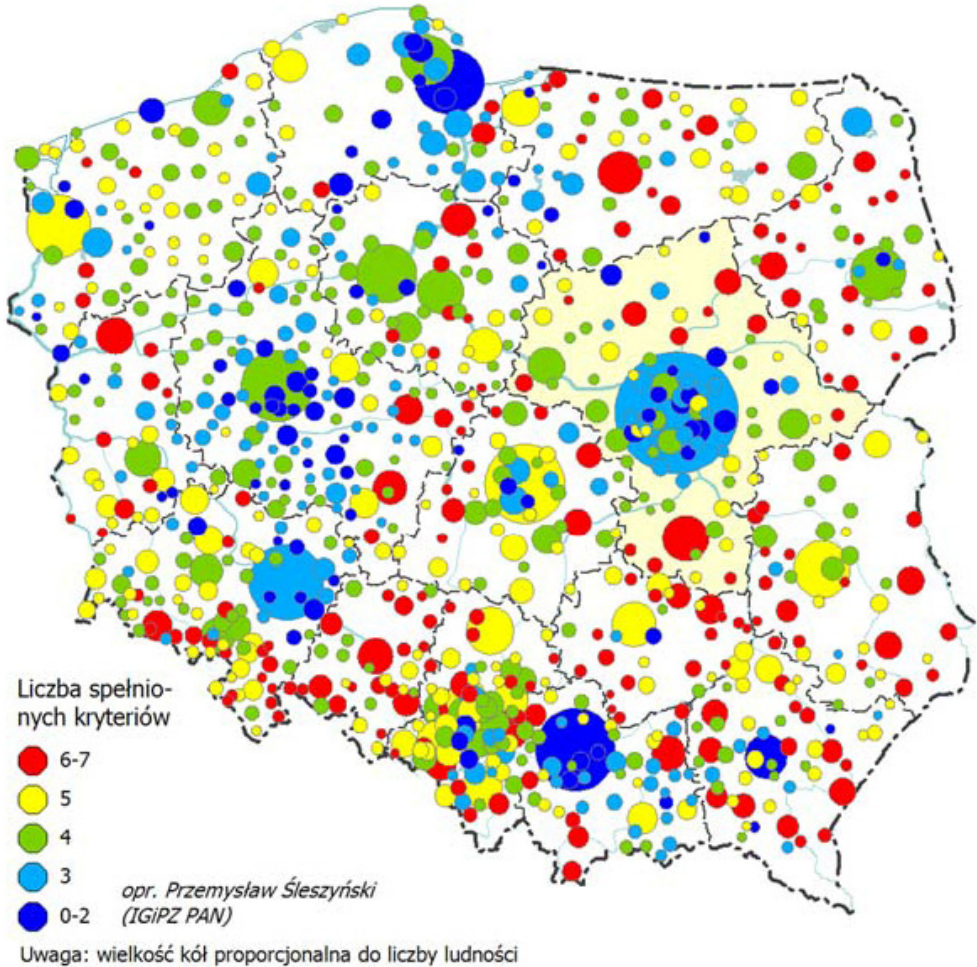 Liczba spełnio-
nych kryteriów
6-7
5
4
3
0-2
opr. Przemysław Śleszyński
(IGiPZ PAN)
Uwaga: wielkość kół proporcjonalna do liczby ludności